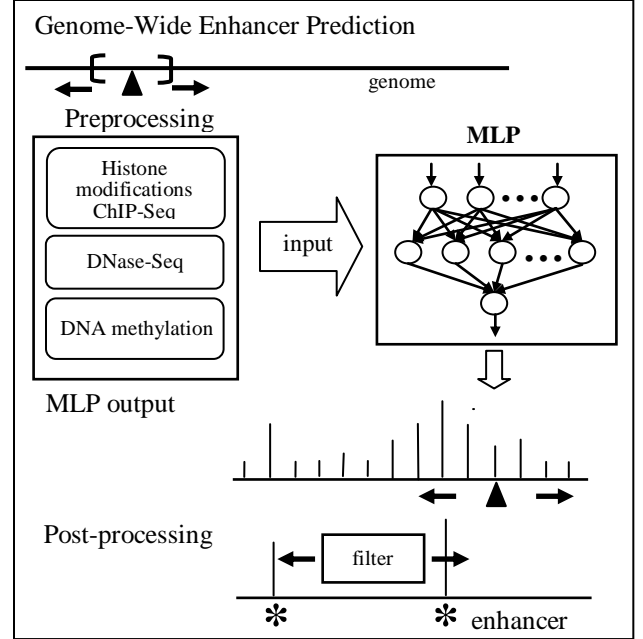 Genome-Wide Enhancer Prediction
genome
Preprocessing
MLP
Histone
modifications
ChIP-Seq
DNase-Seq
DNA methylation
input
MLP output
Post-processing
filter
enhancer